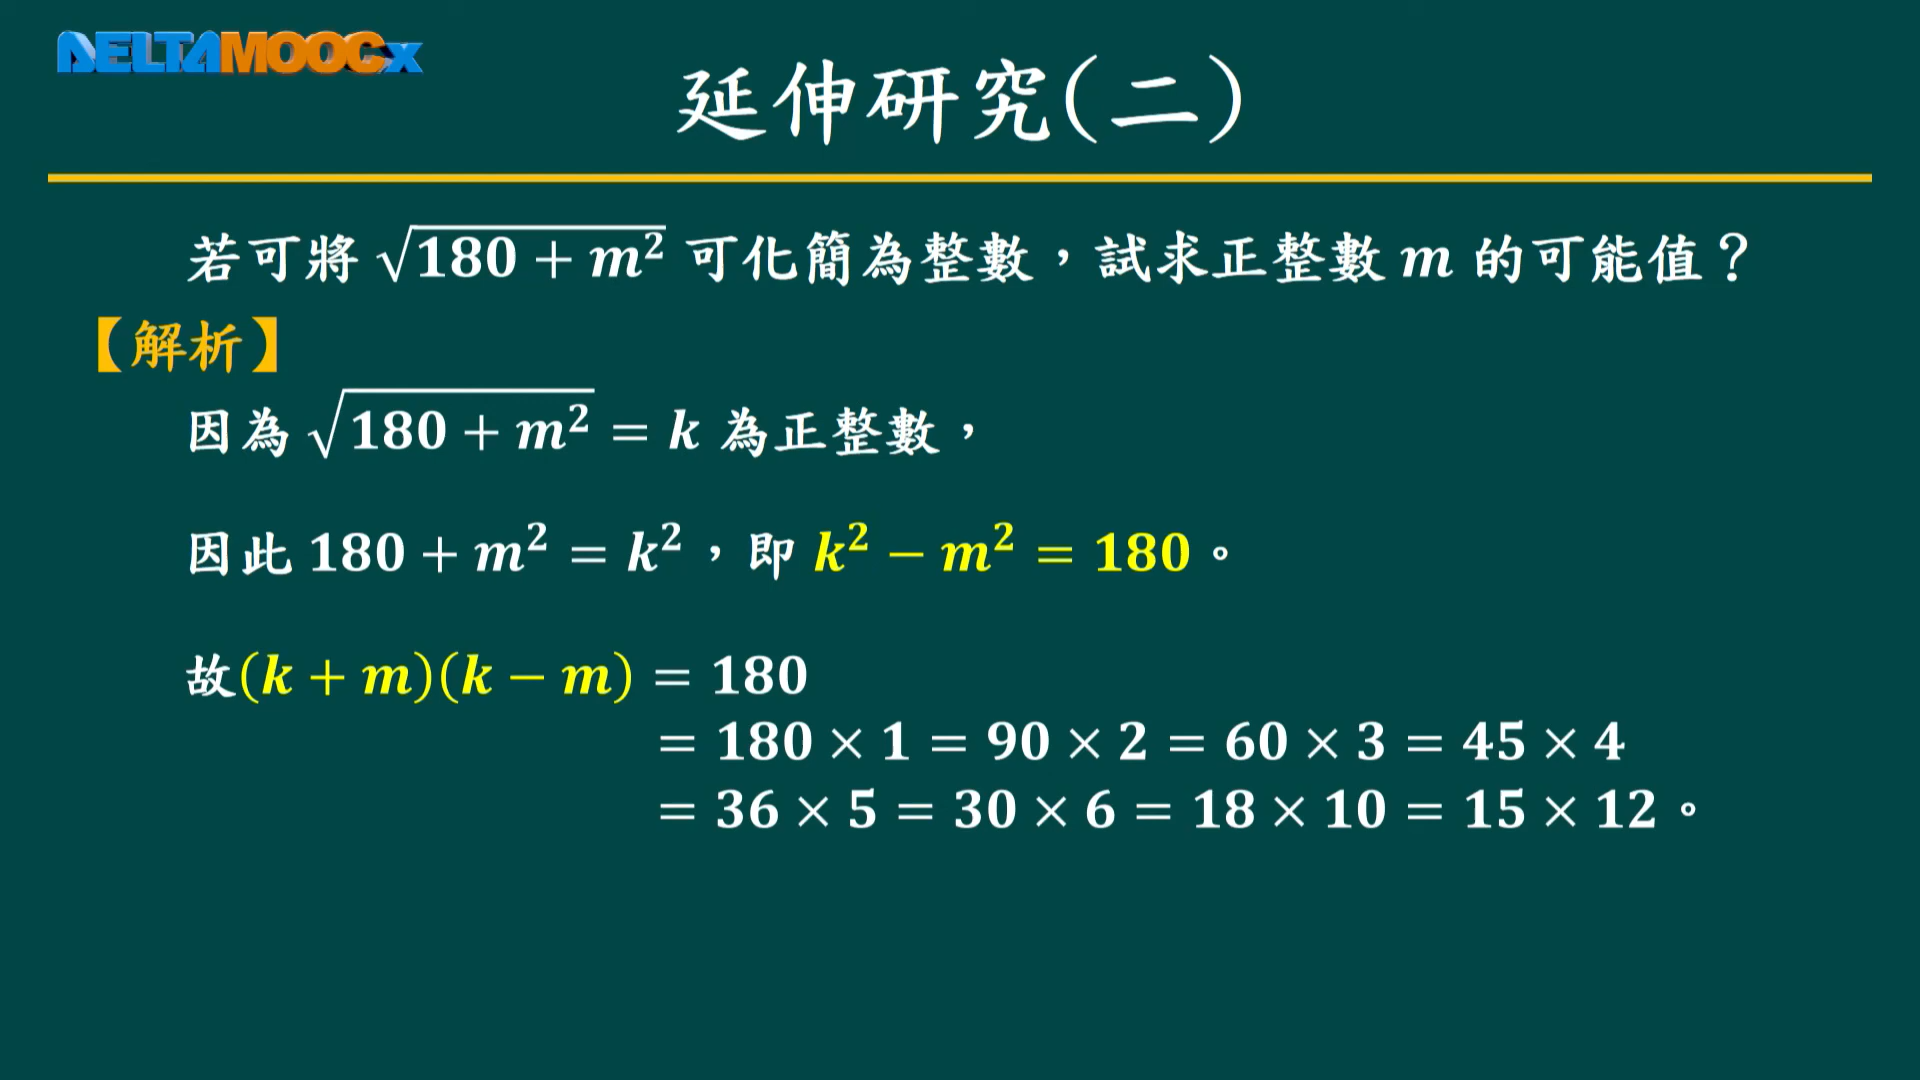 DELTAMOOCx
延伸研究(二)
若可將 √(180 + m²) 可化簡為整數，試求正整數 m 的可能值？
【解析】
因為 √(180 + m²) = k 為正整數，
因此 180 + m² = k²，即 k² − m² = 180。
故(k + m)(k − m) = 180
= 180 × 1 = 90 × 2 = 60 × 3 = 45 × 4
= 36 × 5 = 30 × 6 = 18 × 10 = 15 × 12。